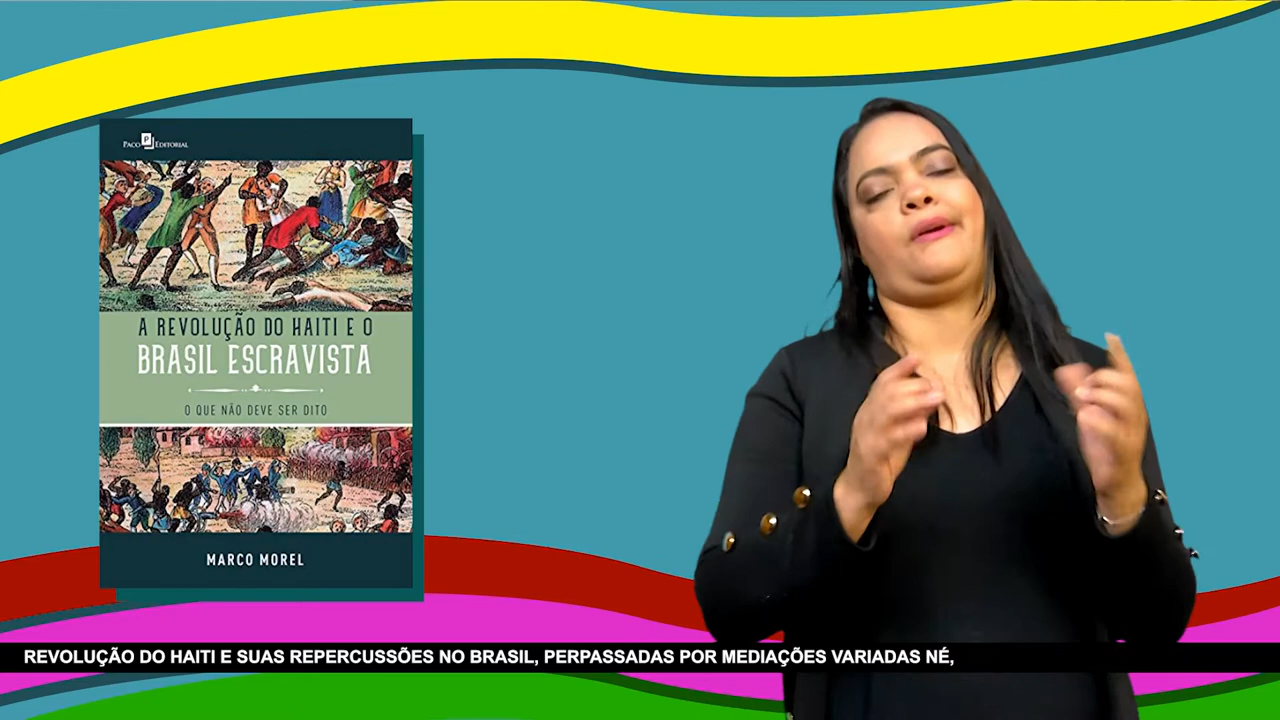 PACO EDITORIAL
A REVOLUÇÃO DO HAITI E O
BRASIL ESCRAVISTA
O QUE NÃO DEVE SER DITO
MARCO MOREL
REVOLUÇÃO DO HAITI E SUAS REPERCUSSÕES NO BRASIL, PERPASSADAS POR MEDIAÇÕES VARIADAS NÉ,